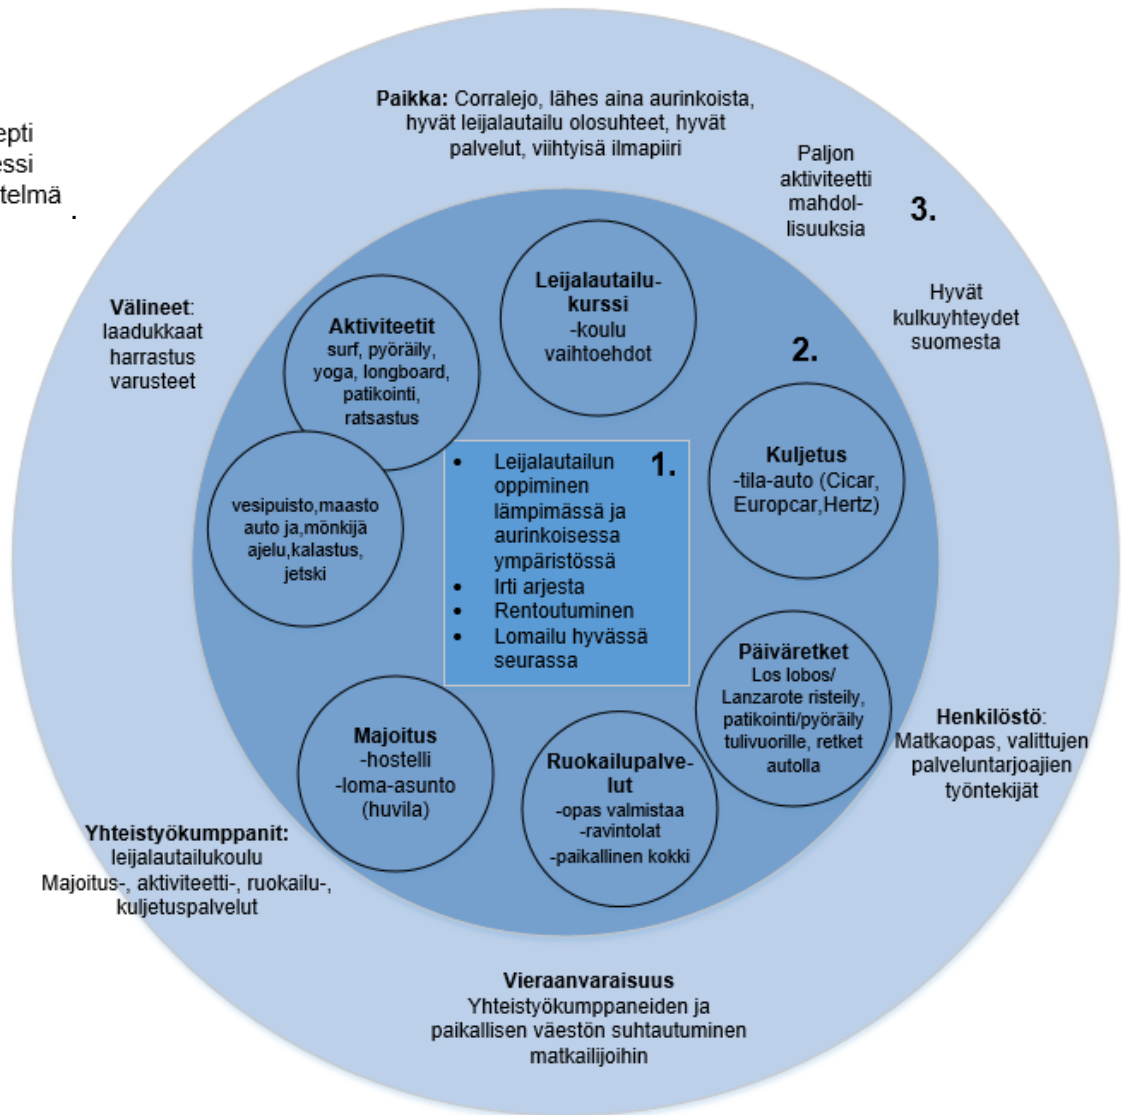 Paikka: Corralejo, lähes aina aurinkoista,
hyvät leijalautailu olosuhteet, hyvät
palvelut, viihtyisä ilmapiiri
epti
essi
telmä
.
Paljon
aktiviteetti
mahdol-
lisuuksia
3.
Välineet:
laadukkaat
harrastus
varusteet
Hyvät
kulkuyhteydet
suomesta
Leijalautailu-
kurssi
-koulu
vaihtoehdot
Aktiviteetit
surf, pyöräily,
yoga, longboard,
patikointi,
ratsastus
2.
Kuljetus
-tila-auto (Cicar,
Europcar,Hertz)
vesipuisto,maasto
auto ja,mönkijä
ajelu,kalastus,
jetski
1.
• Leijalautailun
oppiminen
lämpimässä ja
aurinkoisessa
ympäristössä
• Irti arjesta
• Rentoutuminen
• Lomailu hyvässä
seurassa
Päiväretket
Los lobos/
Lanzarote risteily,
patikointi/pyöräily
tulivuorille, retket
autolla
Majoitus
-hostelli
-loma-asunto
(huvila)
Ruokailupalve-
lut
-opas valmistaa
-ravintolat
-paikallinen kokki
Henkilöstö:
Matkaopas, valittujen
palveluntarjoajien
työntekijät
Yhteistyökumppanit:
leijalautailukoulu
Majoitus-, aktiviteetti-, ruokailu-,
kuljetuspalvelut
Vieraanvaraisuus
Yhteistyökumppaneiden ja
paikallisen väestön suhtautuminen
matkailijoihin